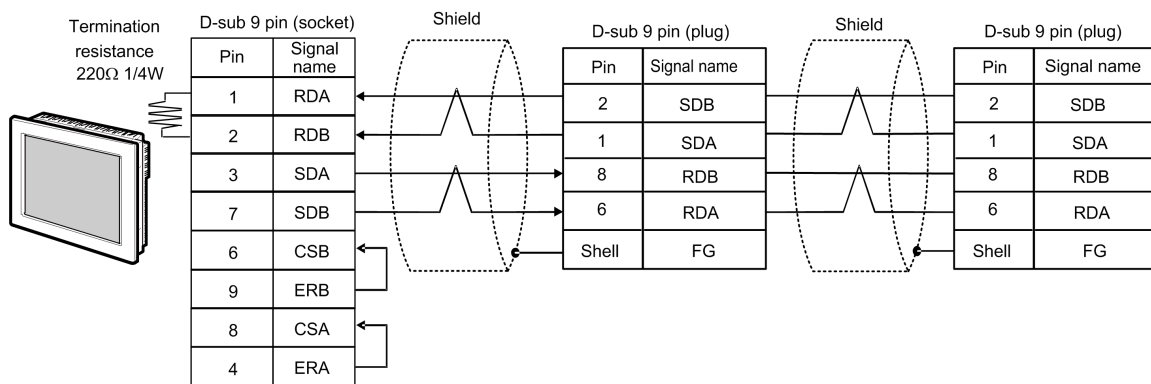 Termination
resistance
220Ω 1/4W
D-sub 9 pin (socket)
Pin Signal name
1 RDA
2 RDB
3 SDA
7 SDB
6 CSB
9 ERB
8 CSA
4 ERA
Shield
D-sub 9 pin (plug)
Pin Signal name
2 SDB
1 SDA
8 RDB
6 RDA
Shell FG
Shield
D-sub 9 pin (plug)
Pin Signal name
2 SDB
1 SDA
8 RDB
6 RDA
Shell FG